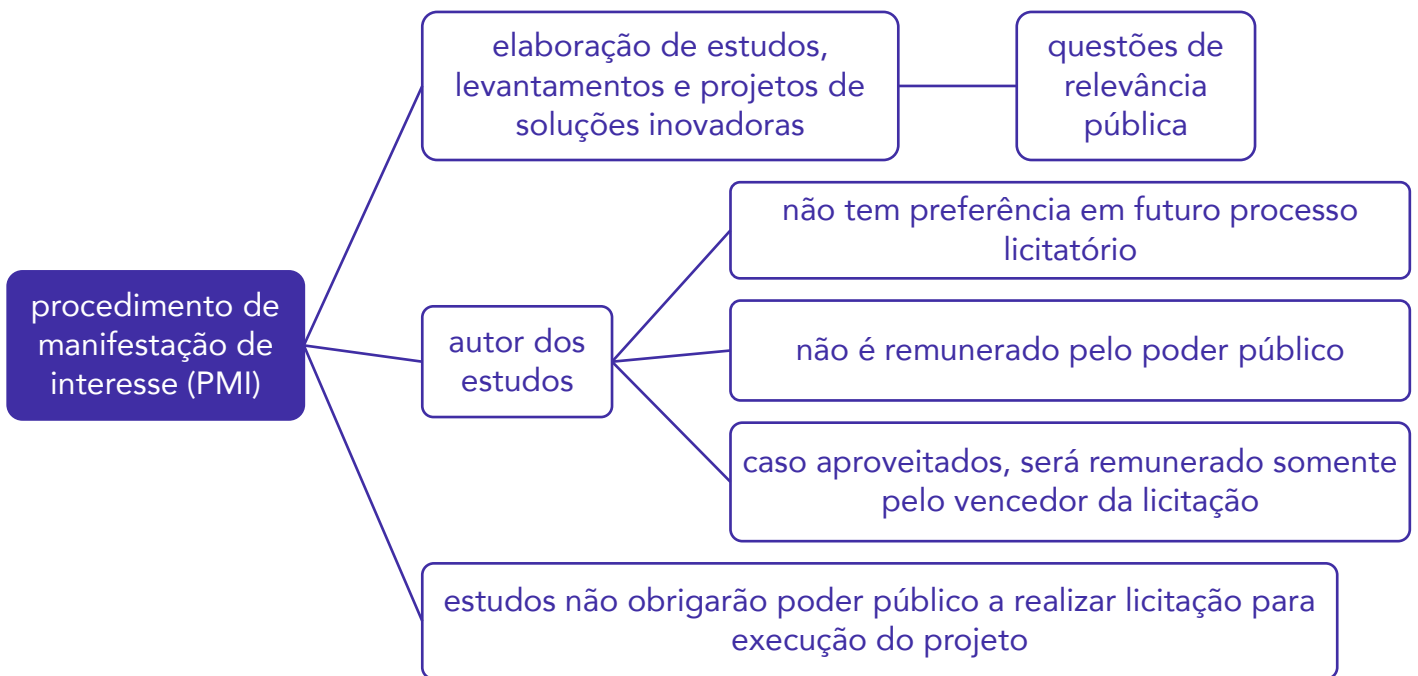 elaboração de estudos,
levantamentos e projetos de
soluções inovadoras
questões de
relevância
pública
procedimento de
manifestação de
interesse (PMI)
autor dos
estudos
não tem preferência em futuro processo
licitatório
não é remunerado pelo poder público
caso aproveitados, será remunerado somente
pelo vencedor da licitação
estudos não obrigarão poder público a realizar licitação para
execução do projeto